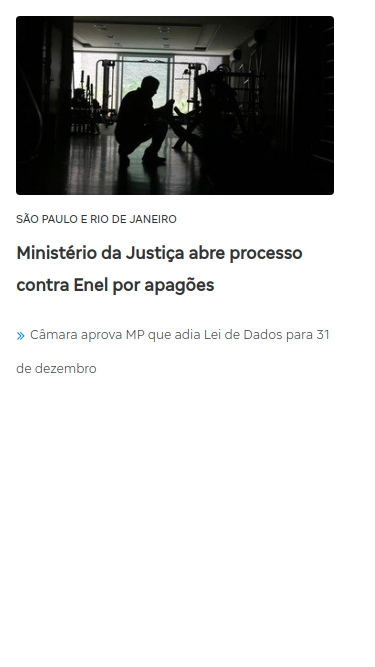 SÃO PAULO E RIO DE JANEIRO
Ministério da Justiça abre processo
contra Enel por apagões
» Câmara aprova MP que adia Lei de Dados para 31
de dezembro